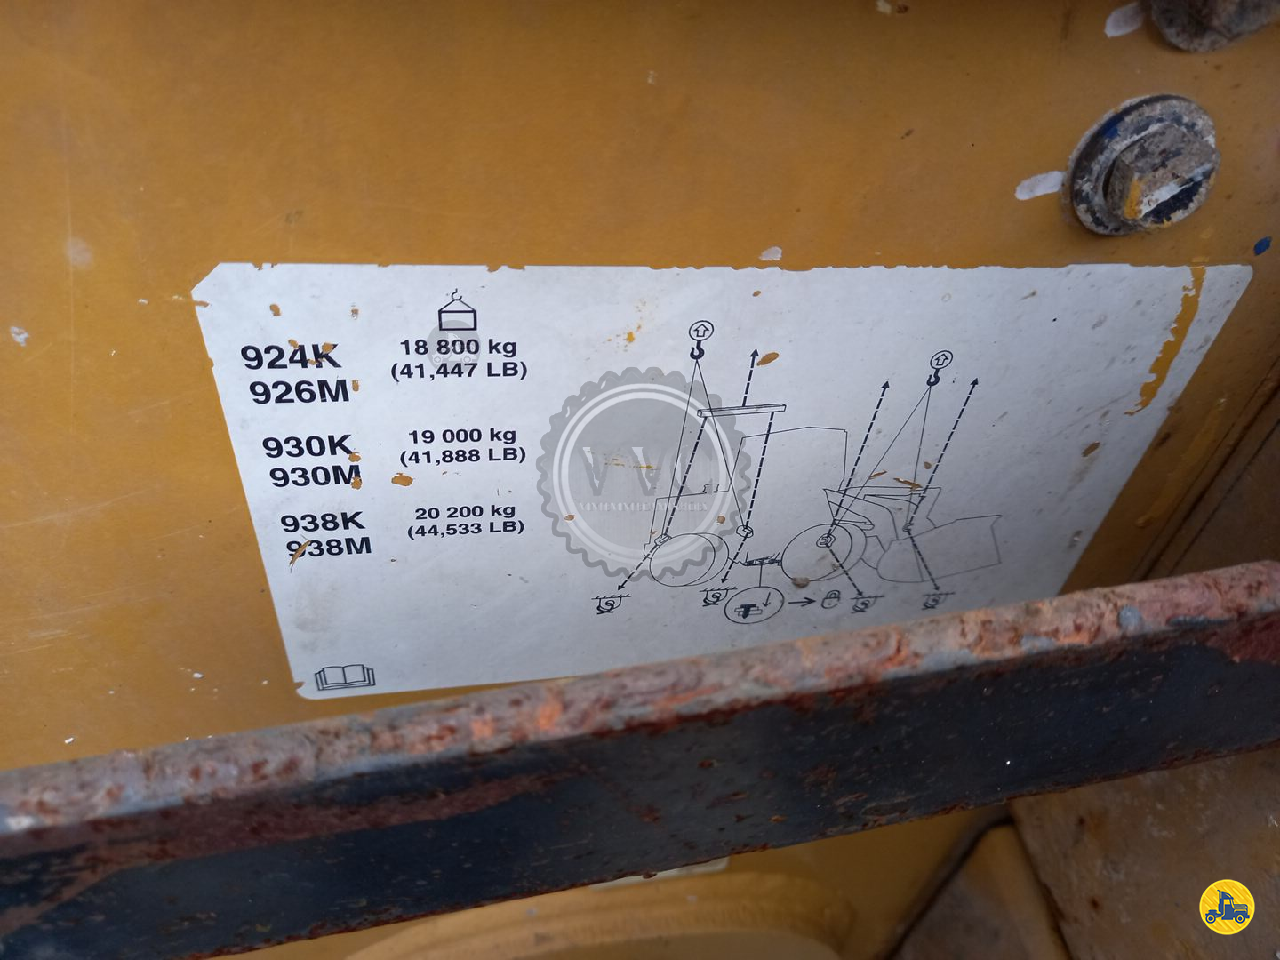 924K 18 800 kg
926M (41,447 LB)
930K 19 000 kg
930M (41,888 LB)
938K 20 200 kg
938M (44,533 LB)
VVC